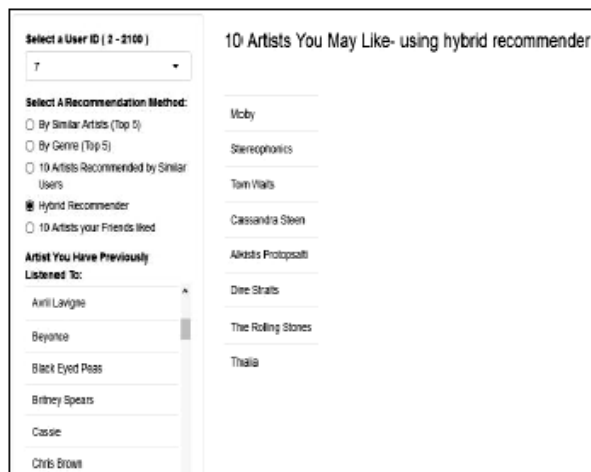 Select a User ID ( 2 - 2100 )
7
Select A Recommendation Method:
By Similar Artists (Top 5)
By Genre (Top 5)
10 Artists Recommended by Similar
Users
Hybrid Recommender
10 Artists your Friends liked
Artist You Have Previously
Listened To:
Avril Lavigne
Beyonce
Black Eyed Peas
Britney Spears
Cassie
Chris Brown
10 Artists You May Like- using hybrid recommender
Moby
Stereophonics
Tom Waits
Cassandra Steen
Alkistis Protopsalti
Dire Straits
The Rolling Stones
Thalia